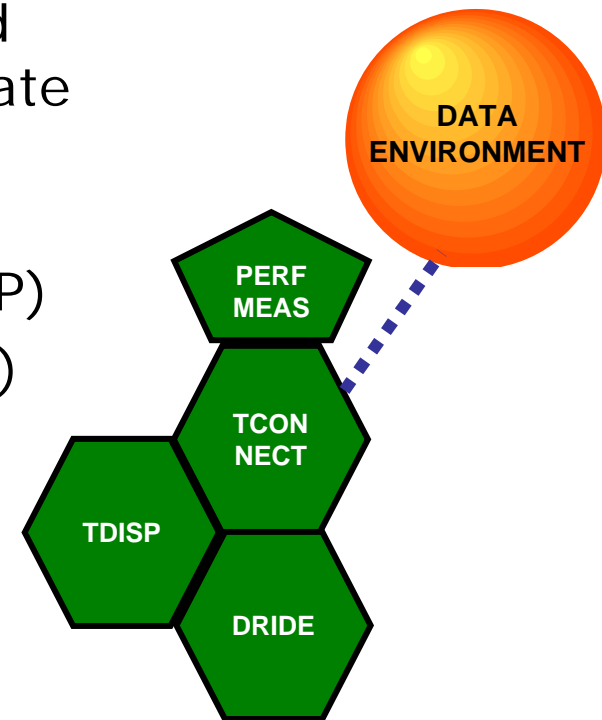 d
ate
P)
)
DATA
ENVIRONMENT
PERF
MEAS
TCON
NECT
TDISP
DRIDE